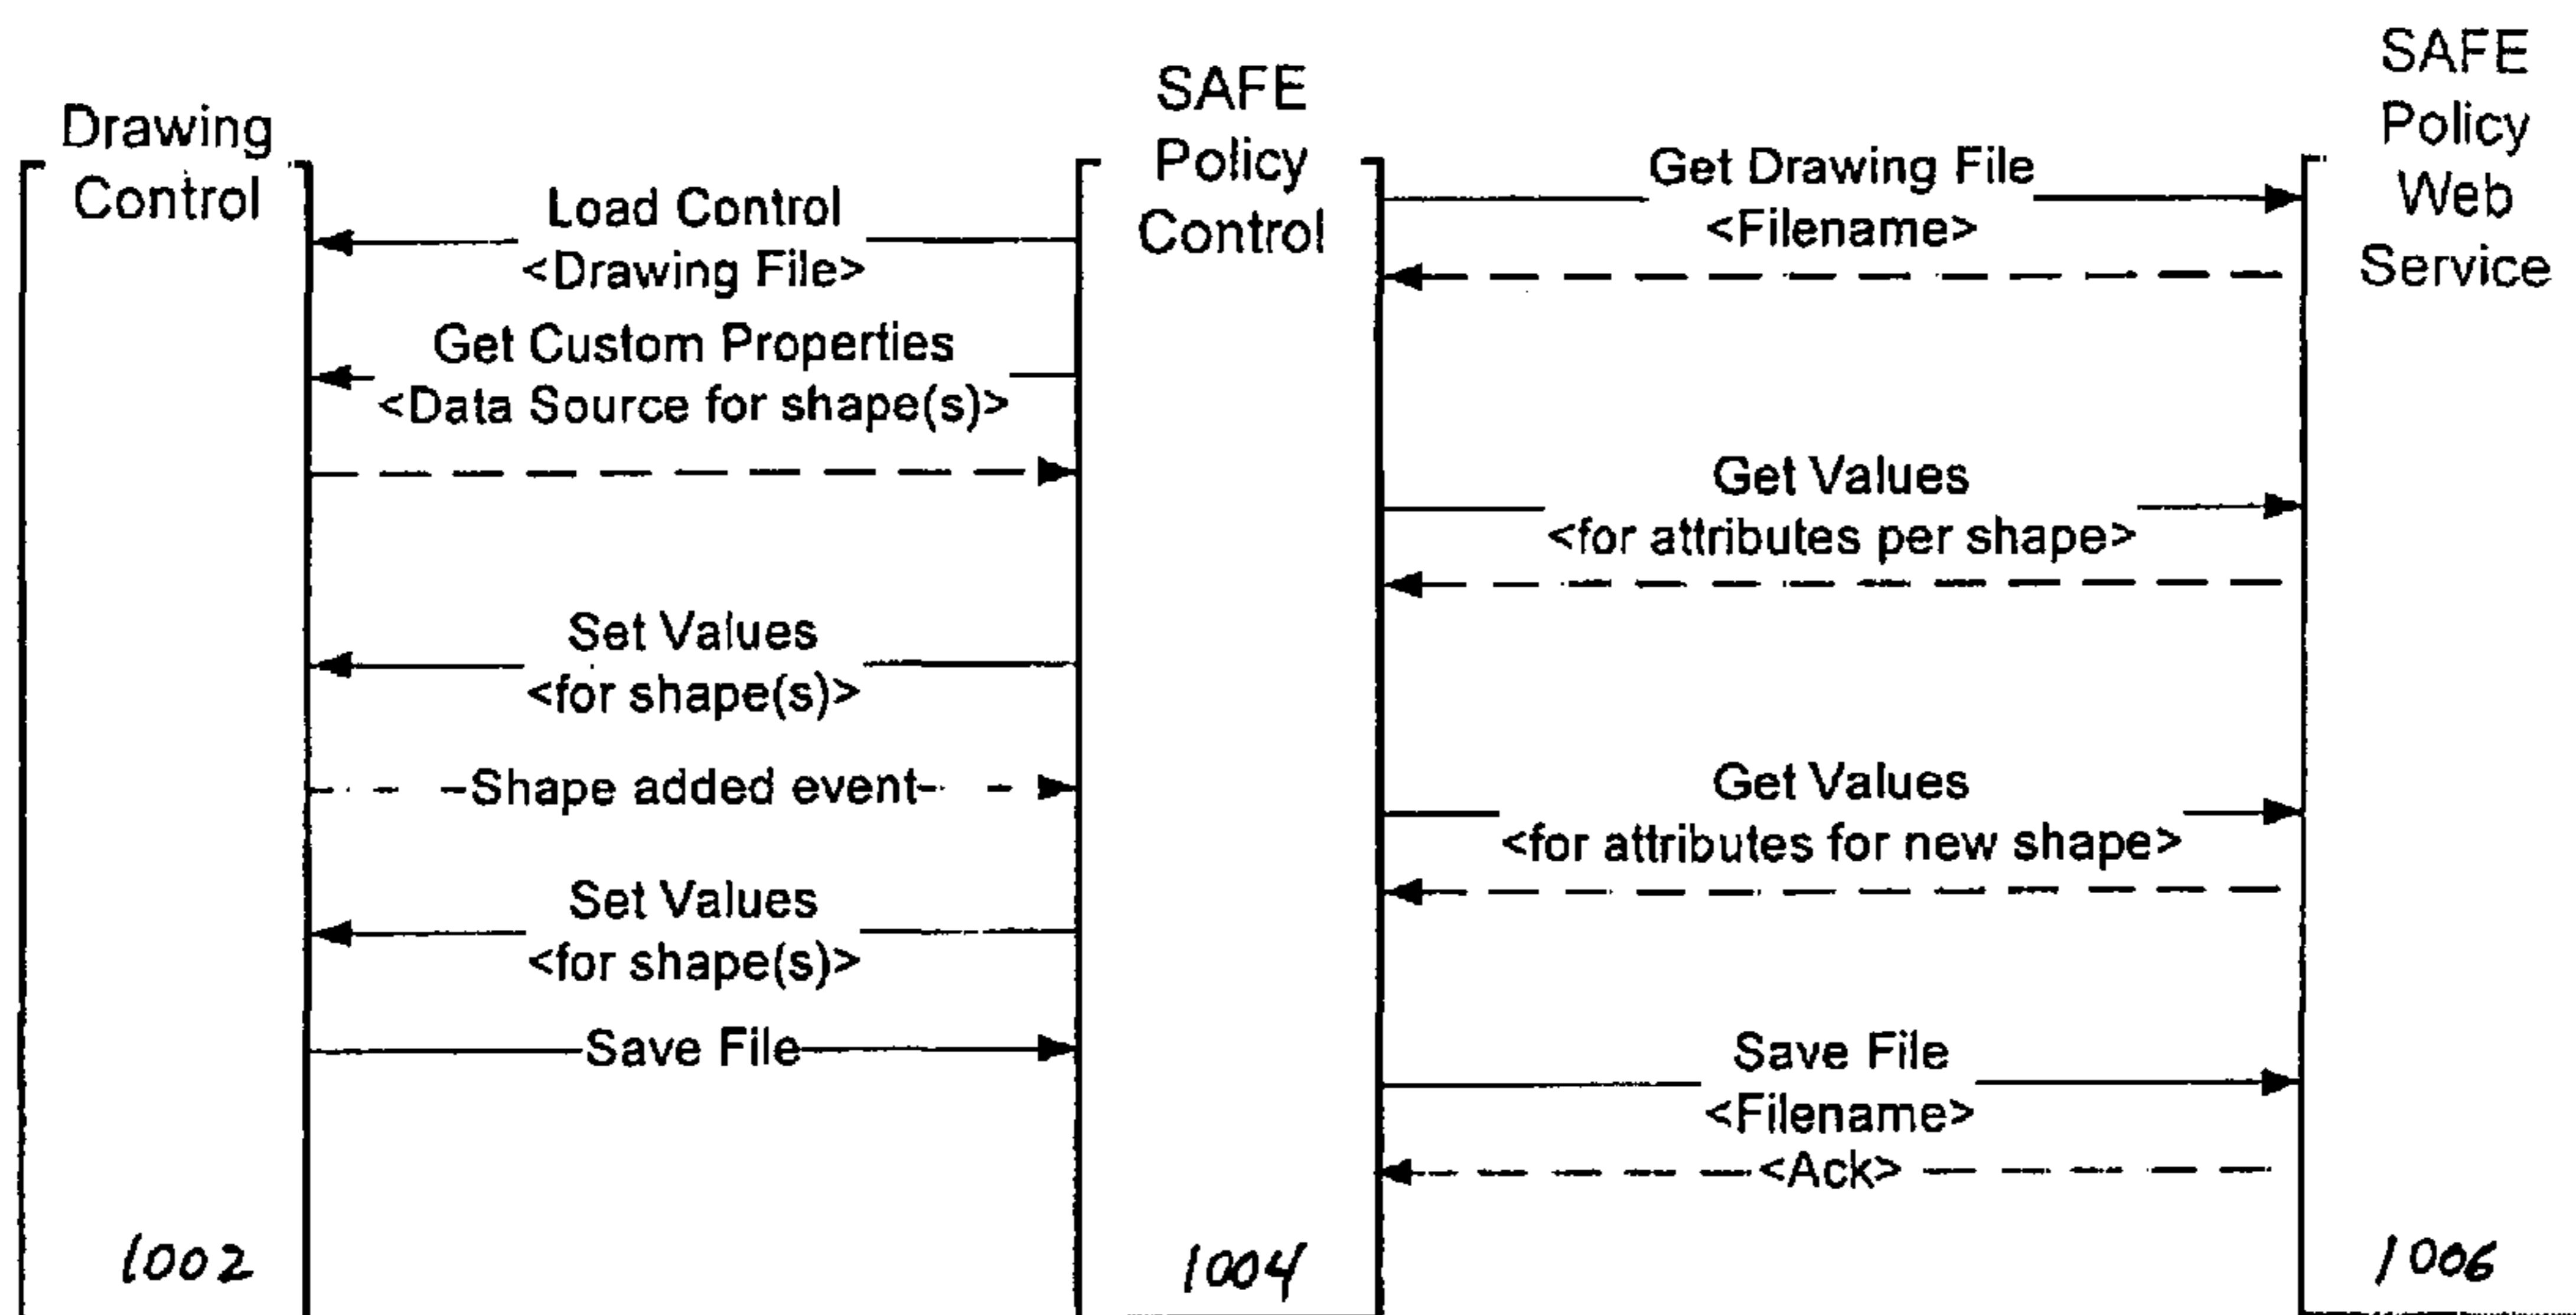 Drawing
Control
SAFE
Policy
Control
SAFE
Policy
Web
Service
Load Control
<Drawing File>
Get Custom Properties
<Data Source for shape(s)>
Set Values
<for shape(s)>
Shape added event
Set Values
<for shape(s)>
Save File
Get Drawing File
<Filename>
Get Values
<for attributes per shape>
Get Values
<for attributes for new shape>
Save File
<Filename>
<Ack>
1002
1004
1006